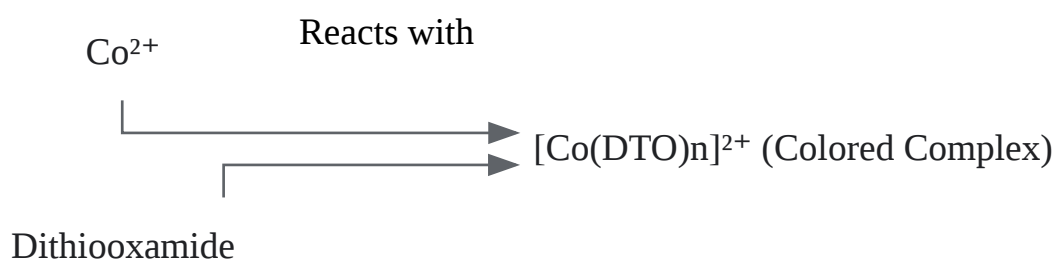 Reacts with
Co²⁺
[Co(DTO)n]²⁺ (Colored Complex)
Dithiooxamide